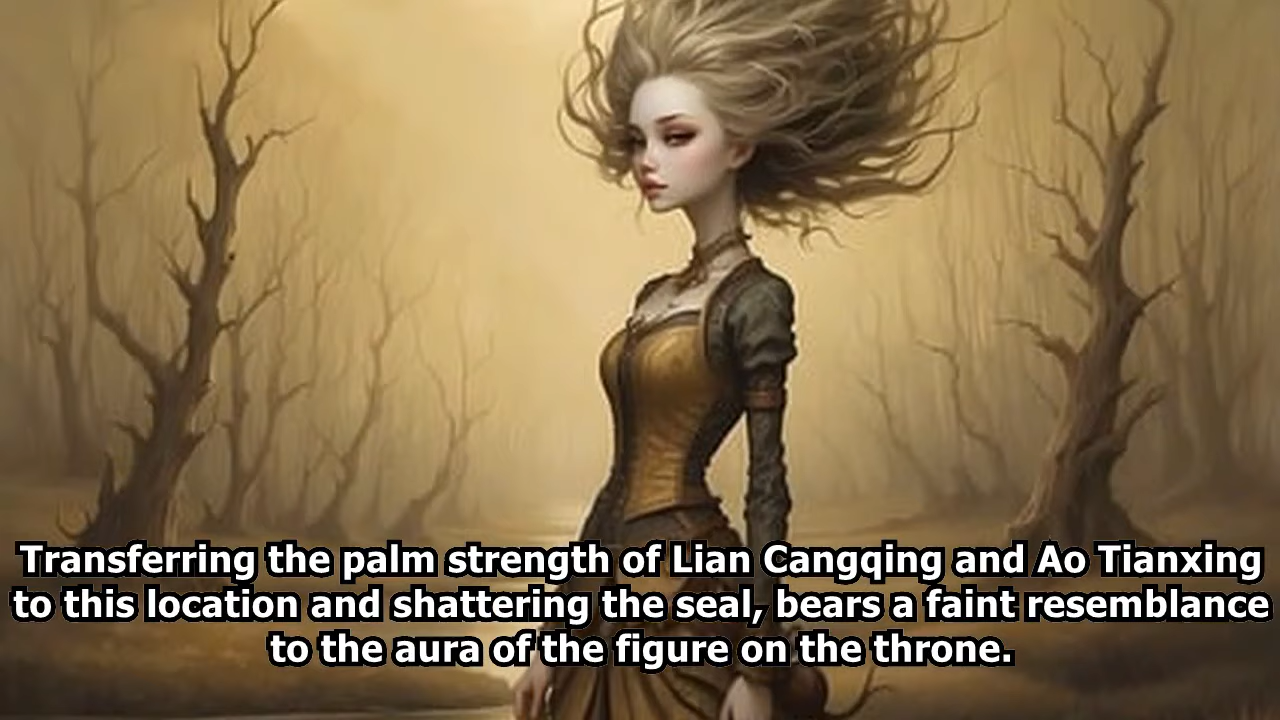 Transferring the palm strength of Lian Cangqing and Ao Tianxing
to this location and shattering the seal, bears a faint resemblance
to the aura of the figure on the throne.